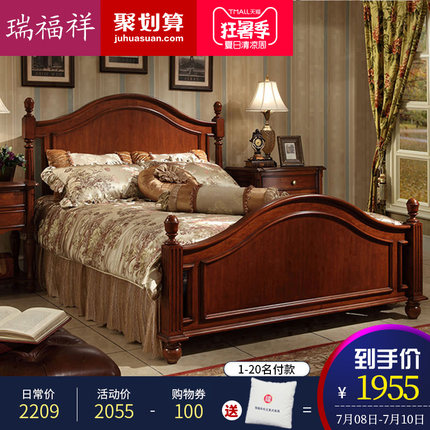 瑞福祥
聚划算
juhuasuan.com
TMALL天猫
狂暑季
夏日清凉周
1-20名付款
日常价 活动价 购物券
2209 2055 - 100 送 =
到手价
¥ 1955
7月08日-7月10日